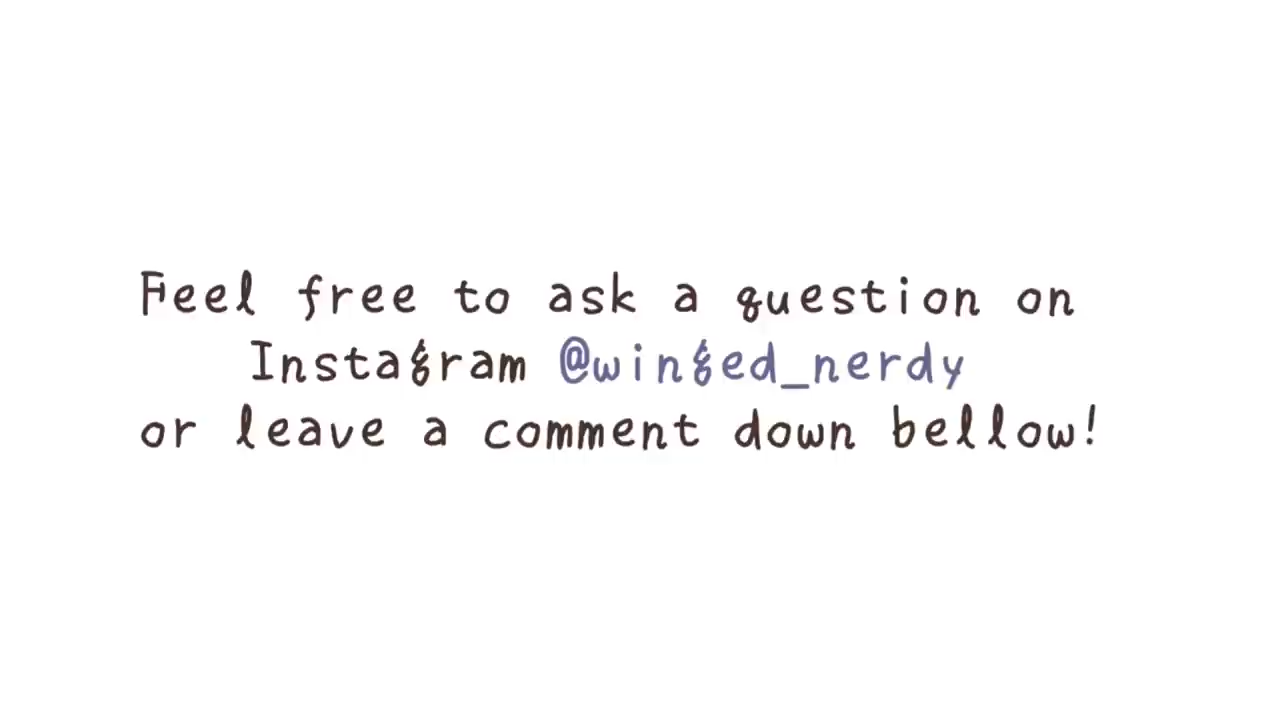 Feel free to ask a question on
Instagram @winged_nerdy
or leave a comment down bellow!